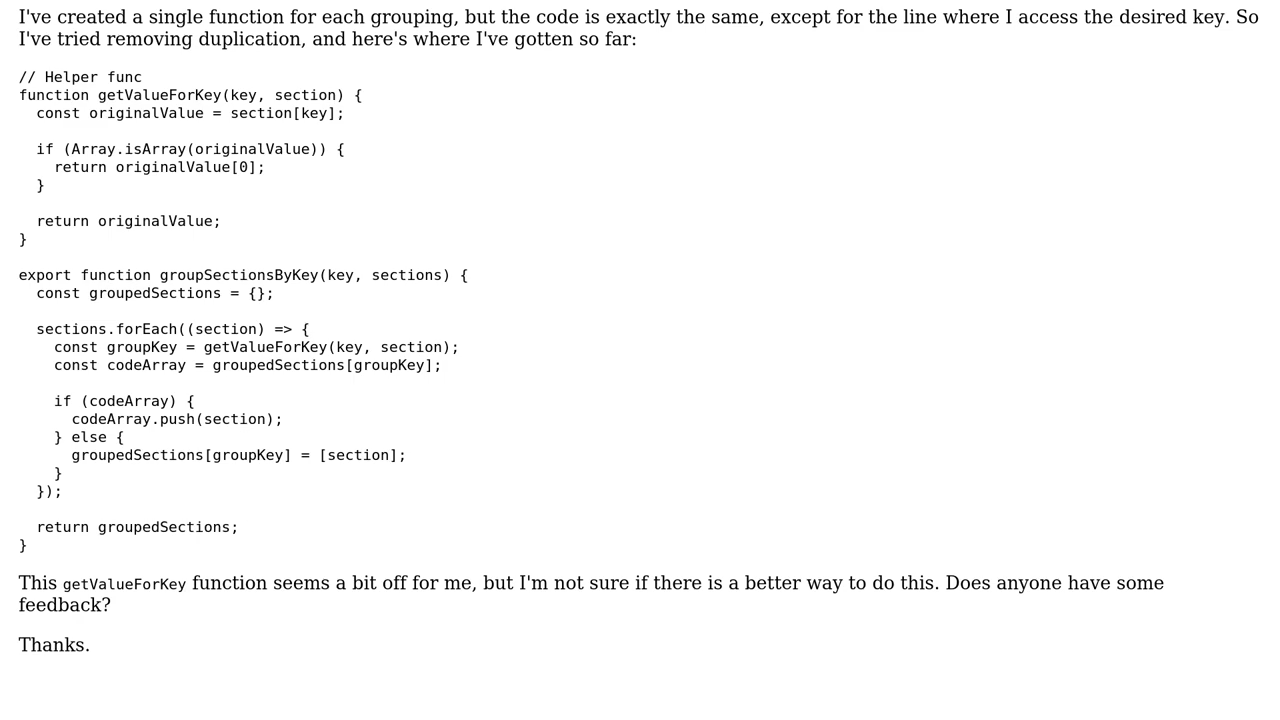 I've created a single function for each grouping, but the code is exactly the same, except for the line where I access the desired key. So
I've tried removing duplication, and here's where I've gotten so far:
// Helper func
function getValueForKey(key, section) {
  const originalValue = section[key];

  if (Array.isArray(originalValue)) {
    return originalValue[0];
  }

  return originalValue;
}

export function groupSectionsByKey(key, sections) {
  const groupedSections = {};

  sections.forEach((section) => {
    const groupKey = getValueForKey(key, section);
    const codeArray = groupedSections[groupKey];

    if (codeArray) {
      codeArray.push(section);
    } else {
      groupedSections[groupKey] = [section];
    }
  });

  return groupedSections;
}
This getValueForKey function seems a bit off for me, but I'm not sure if there is a better way to do this. Does anyone have some
feedback?
Thanks.